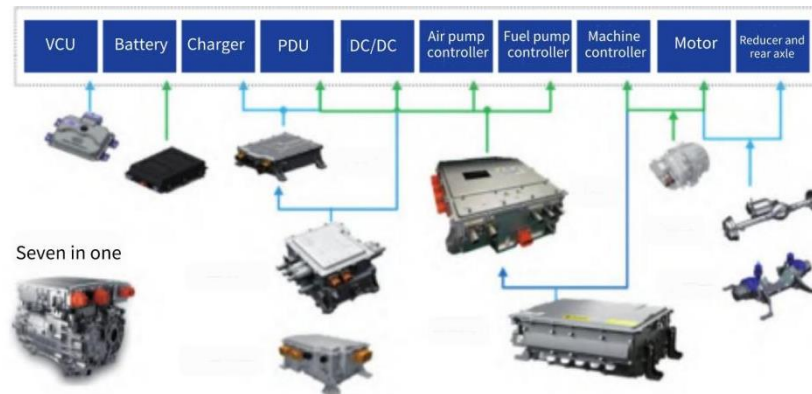 VCU
Battery
Charger
PDU
DC/DC
Air pump
controller
Fuel pump
controller
Machine
controller
Motor
Reducer and
rear axle
Seven in one